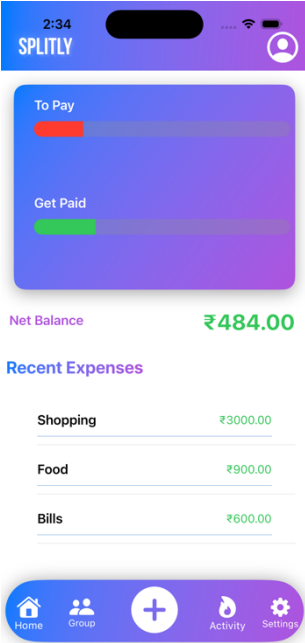 2:34
SPLITLY
To Pay
Get Paid
Net Balance ₹484.00
Recent Expenses
Shopping ₹3000.00
Food ₹900.00
Bills ₹600.00
Home Group Activity Settings